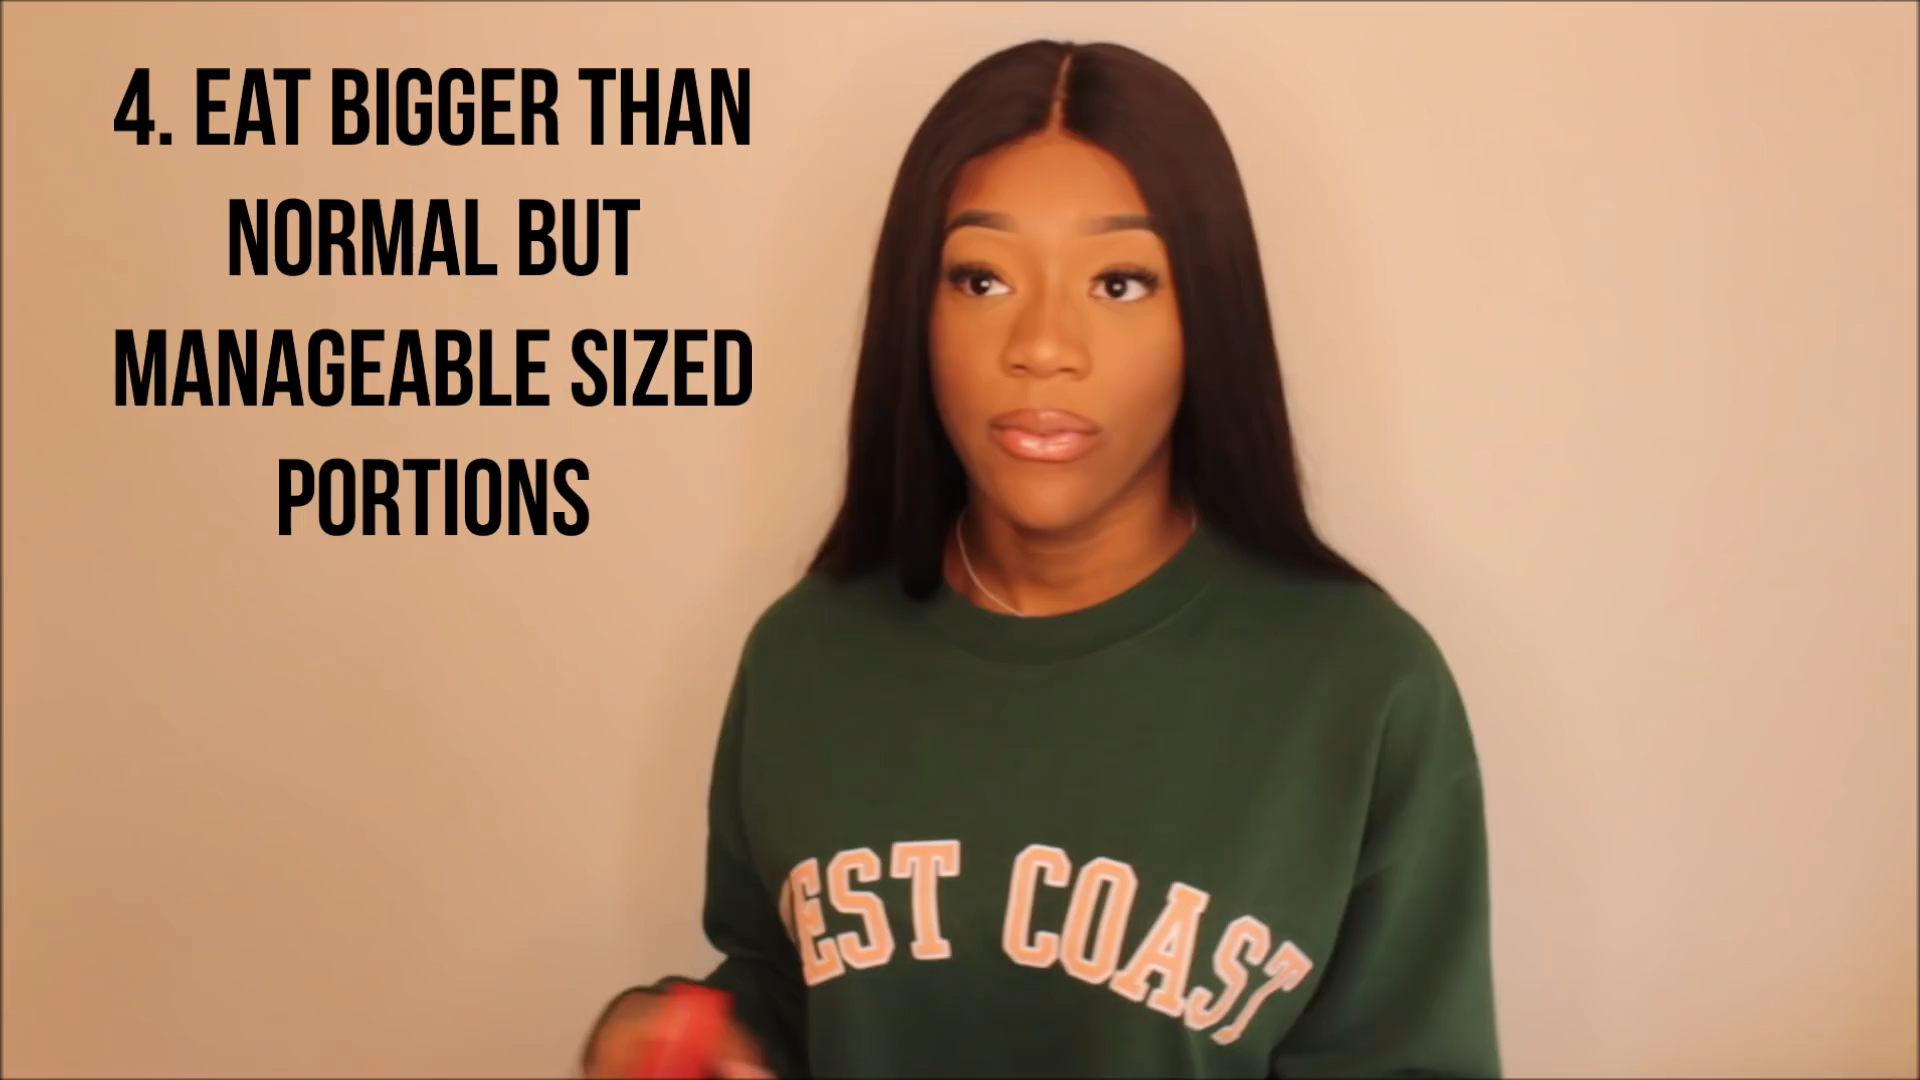 4. EAT BIGGER THAN
NORMAL BUT
MANAGEABLE SIZED
PORTIONS
EST COAST